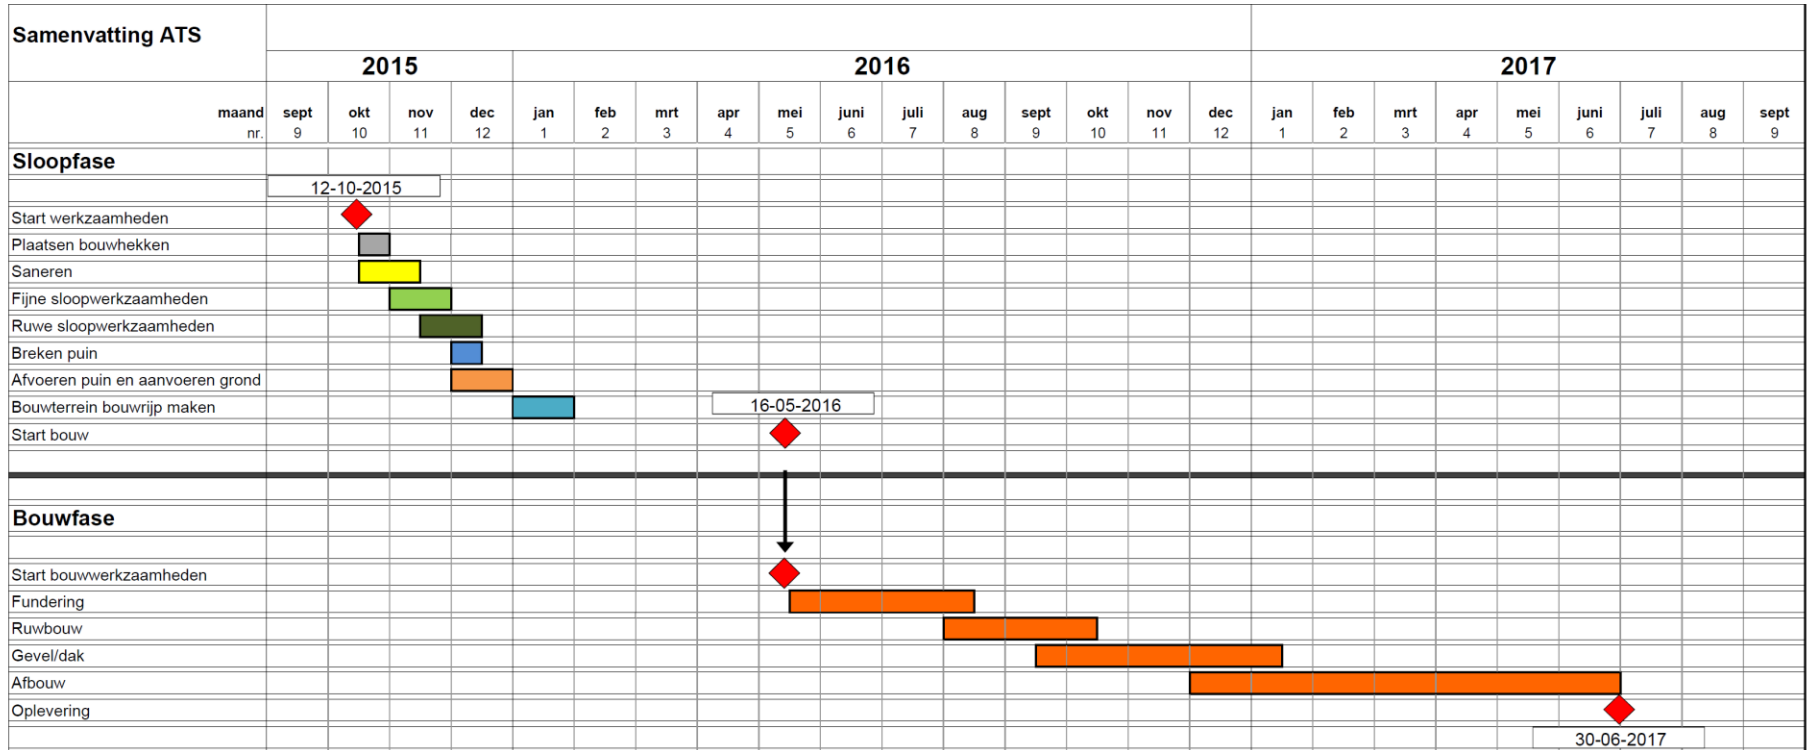 Samenvatting ATS
2015 2016 2017
maand sept okt nov dec jan feb mrt apr mei juni juli aug sept okt nov dec jan feb mrt apr mei juni juli aug sept
nr. 9 10 11 12 1 2 3 4 5 6 7 8 9 10 11 12 1 2 3 4 5 6 7 8 9
Sloopfase
12-10-2015
Start werkzaamheden
Plaatsen bouwhekken
Saneren
Fijne sloopwerkzaamheden
Ruwe sloopwerkzaamheden
Breken puin
Afvoeren puin en aanvoeren grond
Bouwterrein bouwrijp maken 16-05-2016
Start bouw
Bouwfase
Start bouwwerkzaamheden
Fundering
Ruwbouw
Gevel/dak
Afbouw
Oplevering
30-06-2017